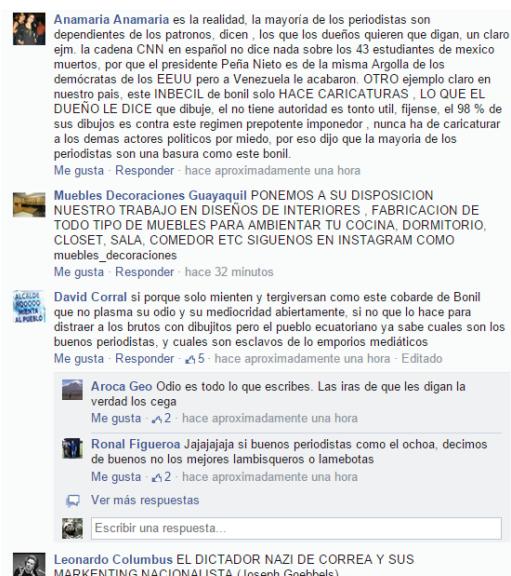 Anamaria Anamaria es la realidad, la mayoría de los periodistas son
dependientes de los patronos, dicen , los que los dueños quieren que digan, un claro
ejm. la cadena CNN en español no dice nada sobre los 43 estudiantes de mexico
muertos, por que el presidente Peña Nieto es de la misma Argolla de los
demócratas de los EEUU pero a Venezuela le acabaron. OTRO ejemplo claro en
nuestro pais, este INBECIL de bonil solo HACE CARICATURAS , LO QUE EL
DUEÑO LE DICE que dibuje, el no tiene autoridad es tonto util, fijense, el 98 % de
sus dibujos es contra este regimen prepotente imponedor , nunca ha de caricaturar
a los demas actores politicos por miedo, por eso dijo que la mayoria de los
periodistas son una basura como este bonil.
Me gusta · Responder · hace aproximadamente una hora
Muebles Decoraciones Guayaquil PONEMOS A SU DISPOSICION
NUESTRO TRABAJO EN DISEÑOS DE INTERIORES , FABRICACION DE
TODO TIPO DE MUEBLES PARA AMBIENTAR TU COCINA, DORMITORIO,
CLOSET, SALA, COMEDOR ETC SIGUENOS EN INSTAGRAM COMO
muebles_decoraciones
Me gusta · Responder · hace 32 minutos
ALCALDE
NOOOOO
MIENTA
AL PUEBLO
David Corral si porque solo mienten y tergiversan como este cobarde de Bonil
que no plasma su odio y su mediocridad abiertamente, si no que lo hace para
distraer a los brutos con dibujitos pero el pueblo ecuatoriano ya sabe cuales son los
buenos periodistas, y cuales son esclavos de lo emporios mediáticos
Me gusta · Responder · 5 · hace aproximadamente una hora · Editado
Aroca Geo Odio es todo lo que escribes. Las iras de que les digan la
verdad los cega
Me gusta · 2 · hace aproximadamente una hora
Ronal Figueroa Jajajajaja si buenos periodistas como el ochoa, decimos
de buenos no los mejores lambisqueros o lamebotas
Me gusta · 2 · hace aproximadamente una hora
Ver más respuestas
Escribir una respuesta...
Leonardo Columbus EL DICTADOR NAZI DE CORREA Y SUS
MARKENTING NACIONALISTA (Joseph Goebbels)